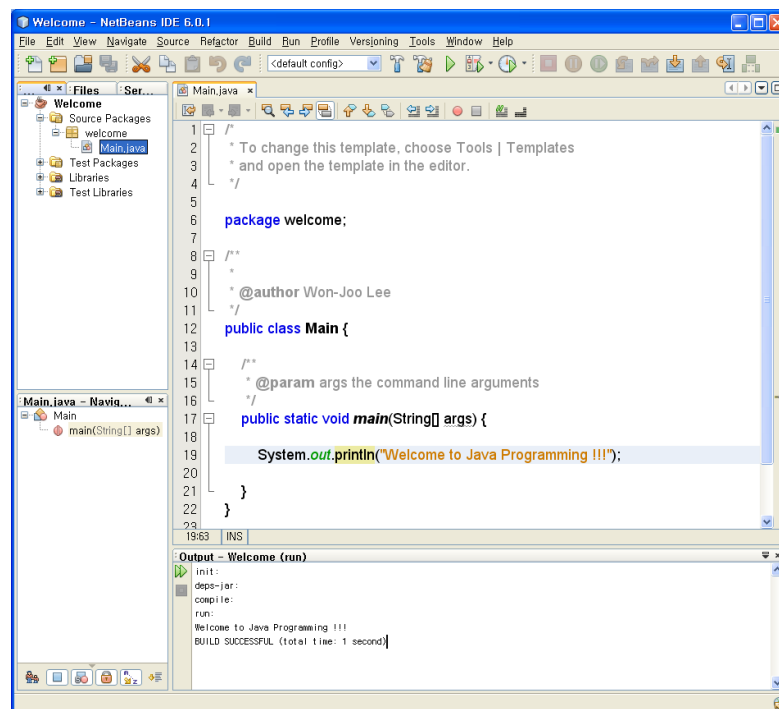 Welcome - NetBeans IDE 6.0.1
File Edit View Navigate Source Refactor Build Run Profile Versioning Tools Window Help
<default config>
... Files Ser...
Main.java
Welcome
Source Packages
welcome
Main.java
Test Packages
Libraries
Test Libraries
1 /*
2 * To change this template, choose Tools | Templates
3 * and open the template in the editor.
4 */
5
6 package welcome;
7
8 /**
9 *
10 * @author Won-Joo Lee
11 */
12 public class Main {
13
14 /**
15 * @param args the command line arguments
16 */
17 public static void main(String[] args) {
18
19 System.out.println("Welcome to Java Programming !!!");
20
21 }
22 }
23
19:63 INS
Main.java - Navig...
Main
main(String[] args)
Output - Welcome (run)
init:
deps-jar:
compile:
run:
Welcome to Java Programming !!!
BUILD SUCCESSFUL (total time: 1 second)